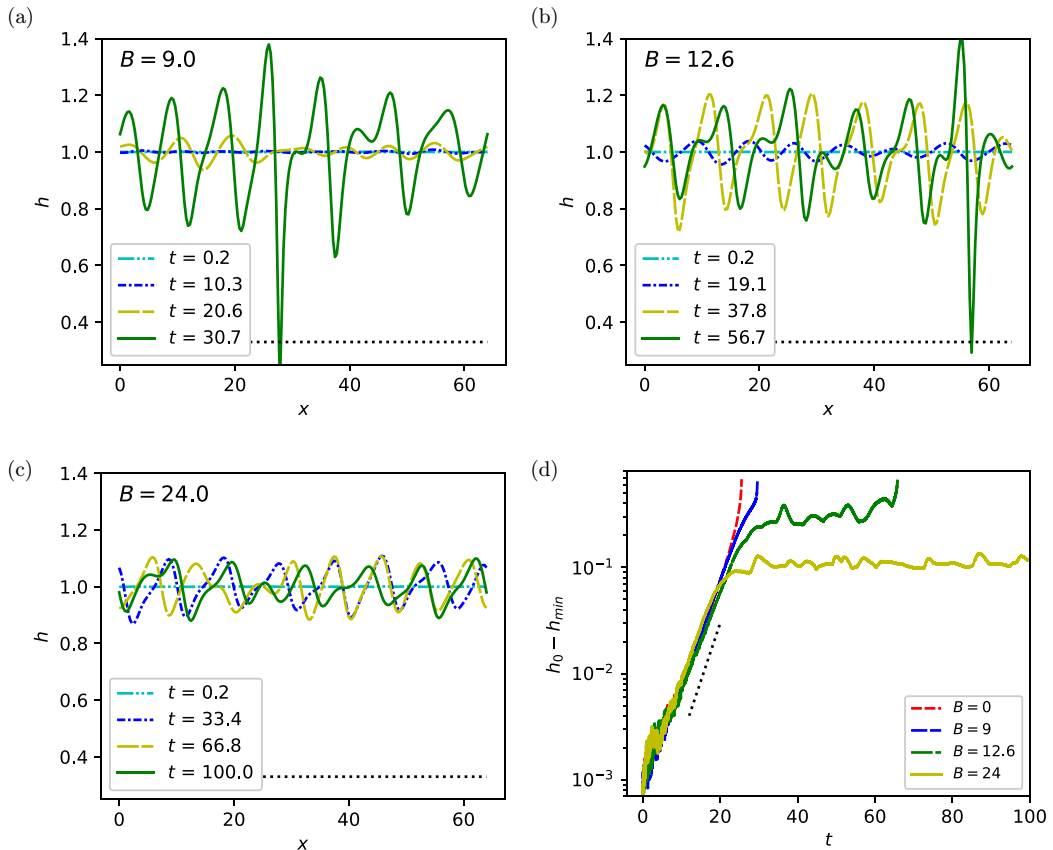 (a)
B = 9.0
h
1.4
1.2
1.0
0.8
0.6
0.4
t = 0.2
t = 10.3
t = 20.6
t = 30.7
0
20
40
60
x
(b)
B = 12.6
h
1.4
1.2
1.0
0.8
0.6
0.4
t = 0.2
t = 19.1
t = 37.8
t = 56.7
0
20
40
60
x
(c)
B = 24.0
h
1.4
1.2
1.0
0.8
0.6
0.4
t = 0.2
t = 33.4
t = 66.8
t = 100.0
0
20
40
60
x
(d)
h₀ − hₘᵢₙ
10⁻¹
10⁻²
10⁻³
B = 0
B = 9
B = 12.6
B = 24
0
20
40
60
80
100
t